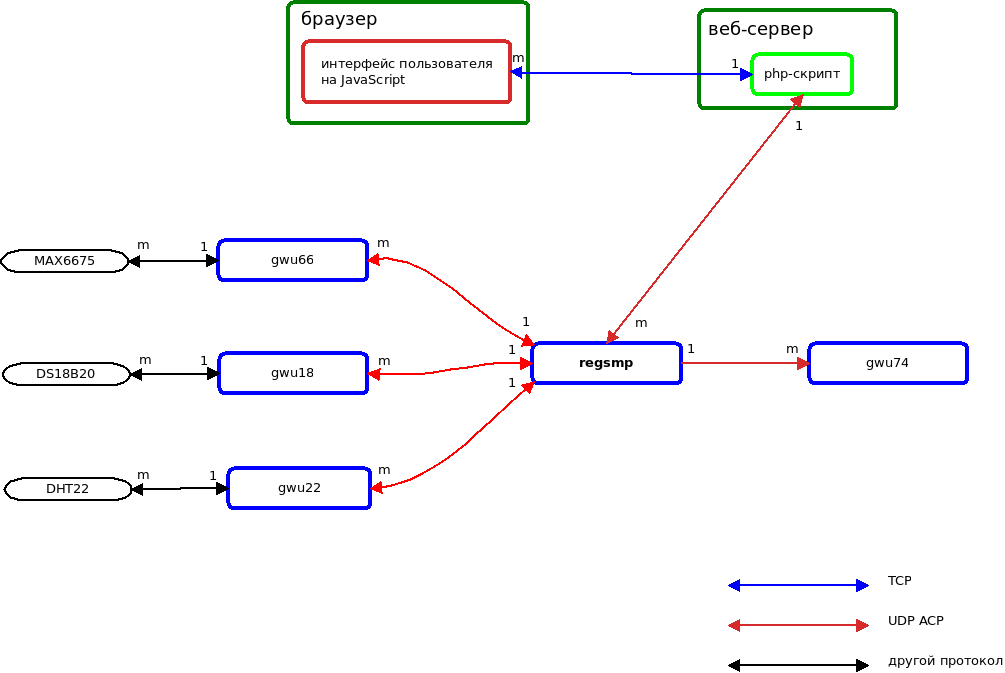 браузер
интерфейс пользователя
на JavaScript
m
1
веб-сервер
php-скрипт
1
m
MAX6675
m
1
gwu66
m
1
DS18B20
m
1
gwu18
m
1
DHT22
m
1
gwu22
m
1
regsmp
1
m
gwu74
TCP
UDP ACP
другой протокол